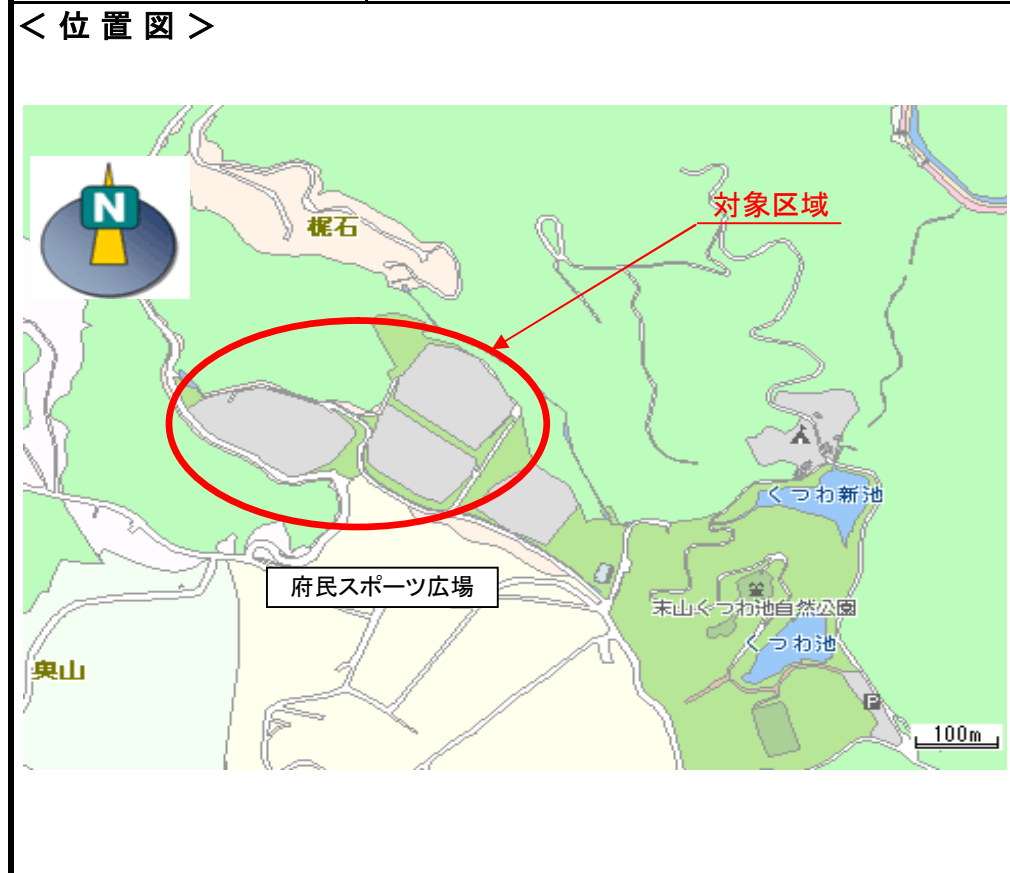 ＜位置図＞
N
対象区域
梶石
くつわ新池
府民スポーツ広場
末山くつわ池自然公園
くつわ池
奥山
P
100m